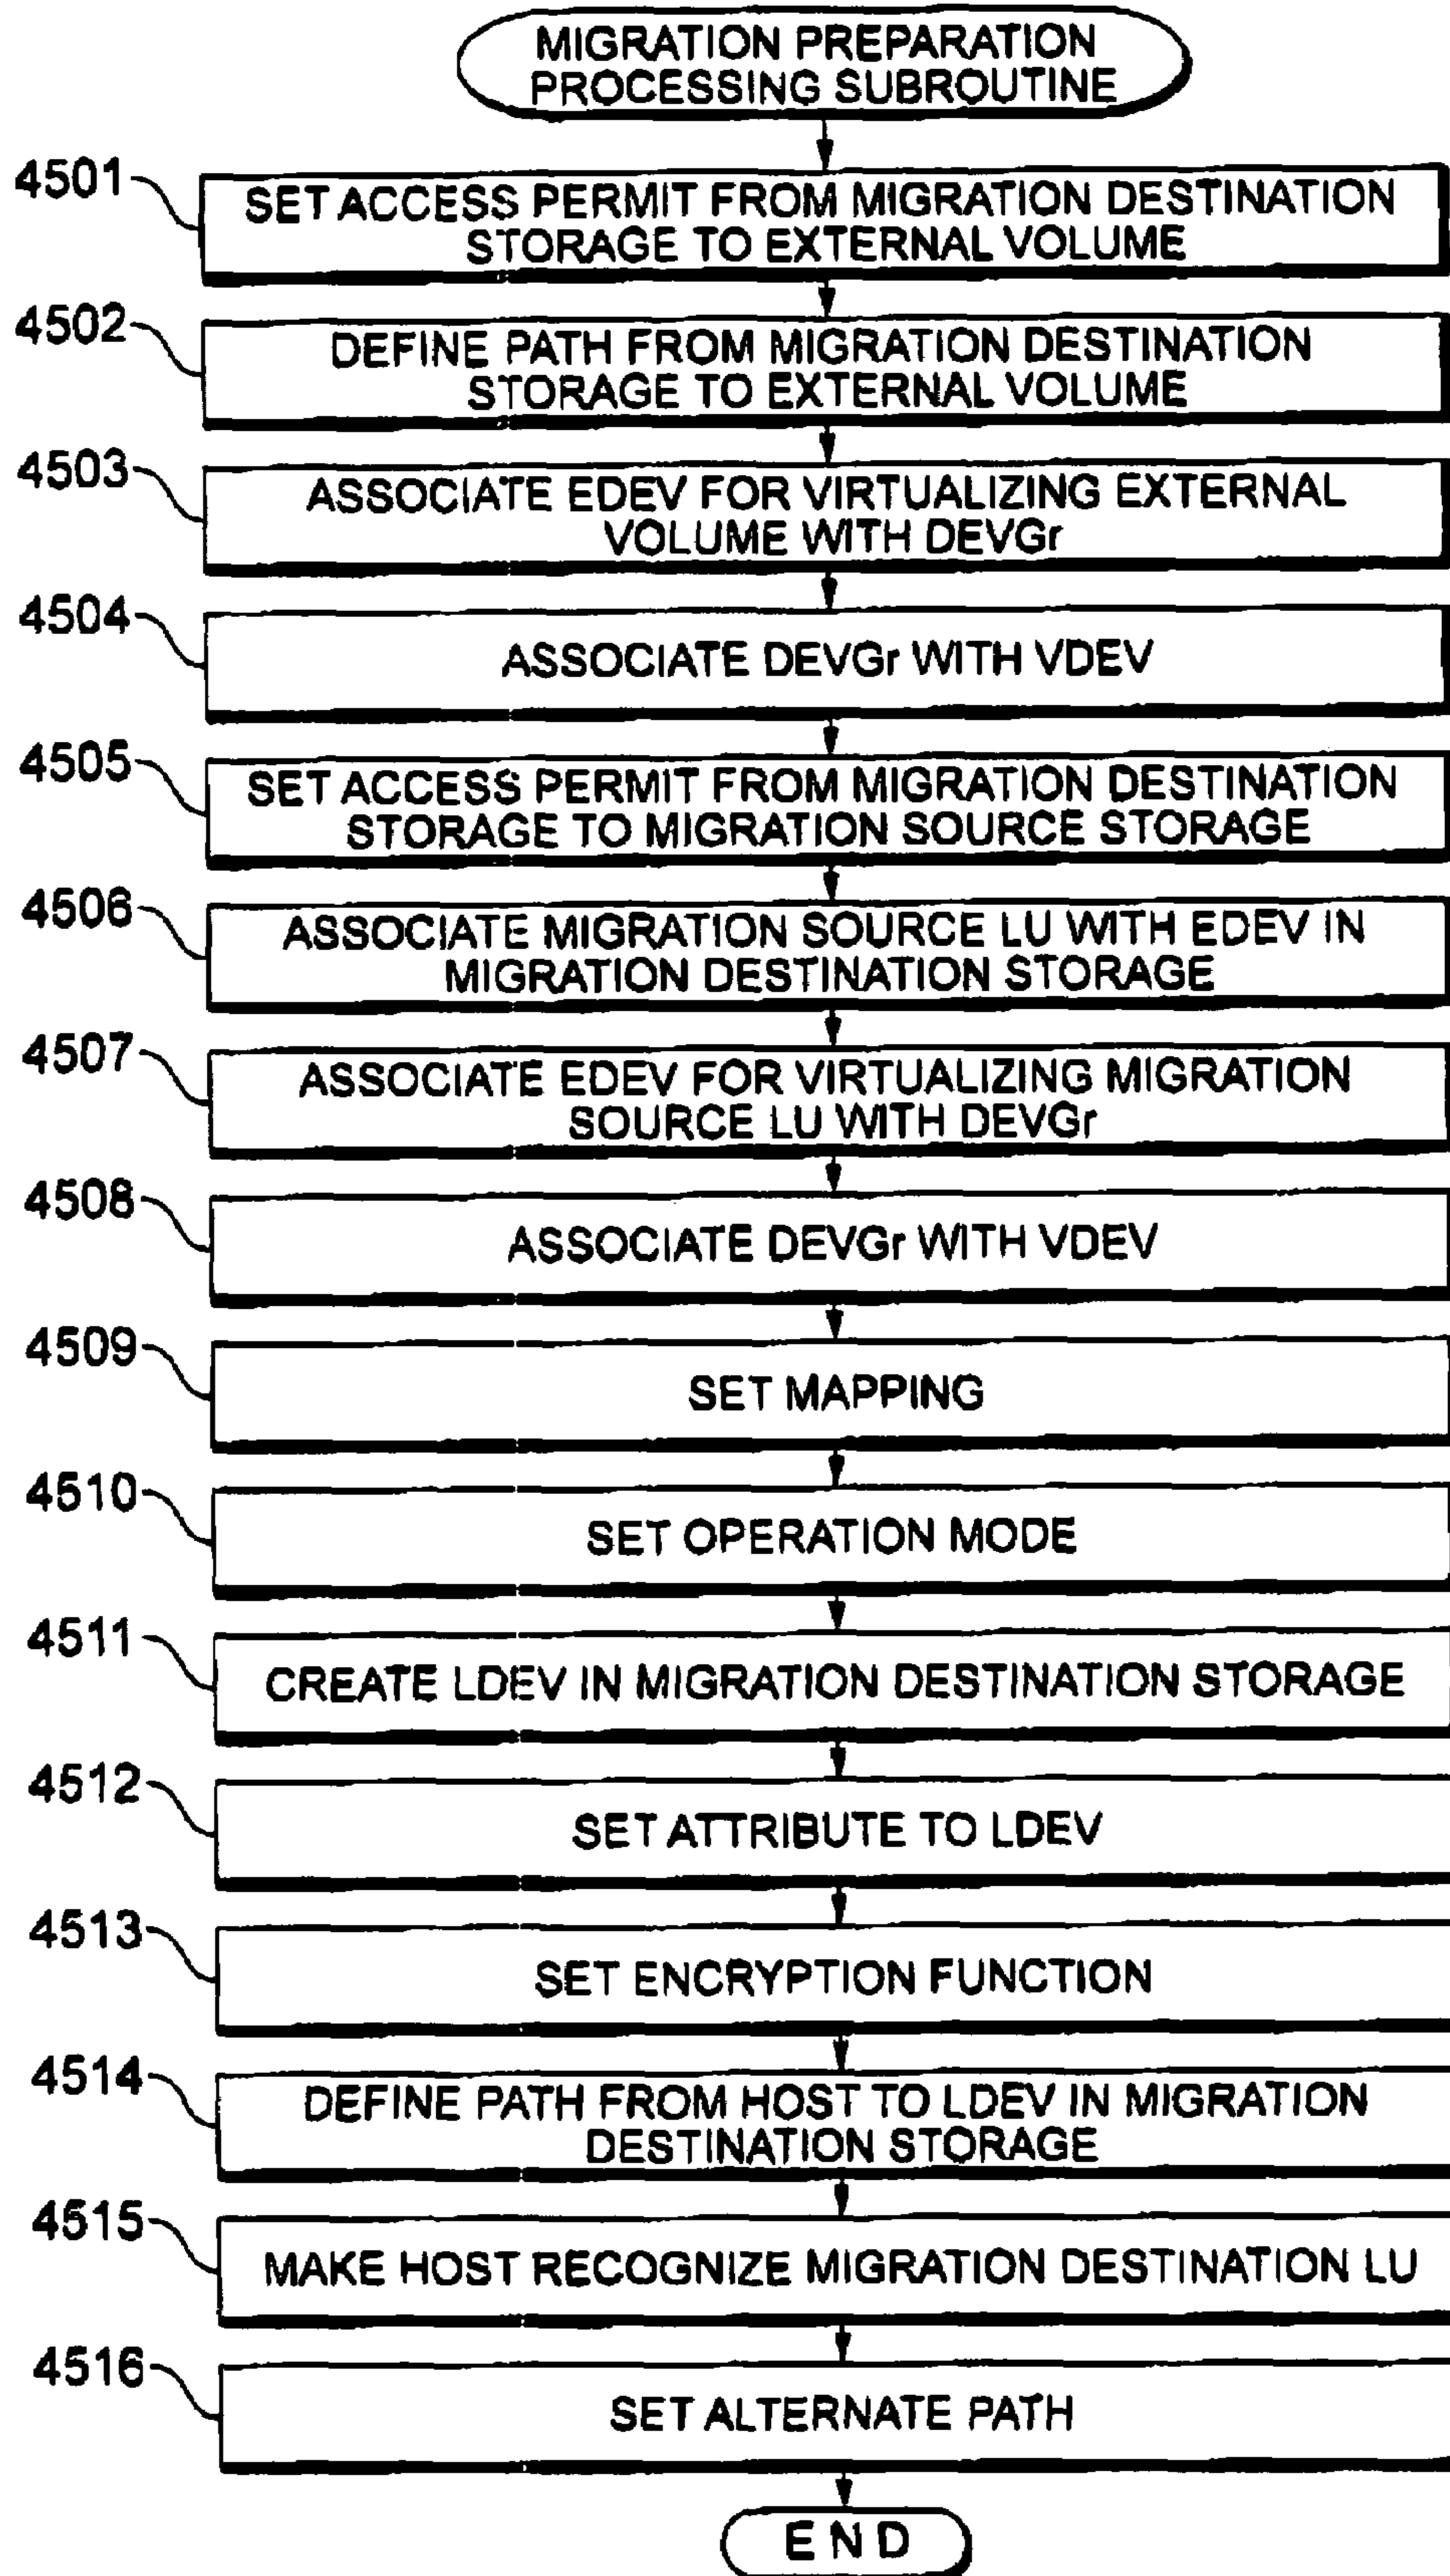 MIGRATION PREPARATION
PROCESSING SUBROUTINE
4501
SET ACCESS PERMIT FROM MIGRATION DESTINATION
STORAGE TO EXTERNAL VOLUME
4502
DEFINE PATH FROM MIGRATION DESTINATION
STORAGE TO EXTERNAL VOLUME
4503
ASSOCIATE EDEV FOR VIRTUALIZING EXTERNAL
VOLUME WITH DEVGr
4504
ASSOCIATE DEVGr WITH VDEV
4505
SET ACCESS PERMIT FROM MIGRATION DESTINATION
STORAGE TO MIGRATION SOURCE STORAGE
4506
ASSOCIATE MIGRATION SOURCE LU WITH EDEV IN
MIGRATION DESTINATION STORAGE
4507
ASSOCIATE EDEV FOR VIRTUALIZING MIGRATION
SOURCE LU WITH DEVGr
4508
ASSOCIATE DEVGr WITH VDEV
4509
SET MAPPING
4510
SET OPERATION MODE
4511
CREATE LDEV IN MIGRATION DESTINATION STORAGE
4512
SET ATTRIBUTE TO LDEV
4513
SET ENCRYPTION FUNCTION
4514
DEFINE PATH FROM HOST TO LDEV IN MIGRATION
DESTINATION STORAGE
4515
MAKE HOST RECOGNIZE MIGRATION DESTINATION LU
4516
SET ALTERNATE PATH
END